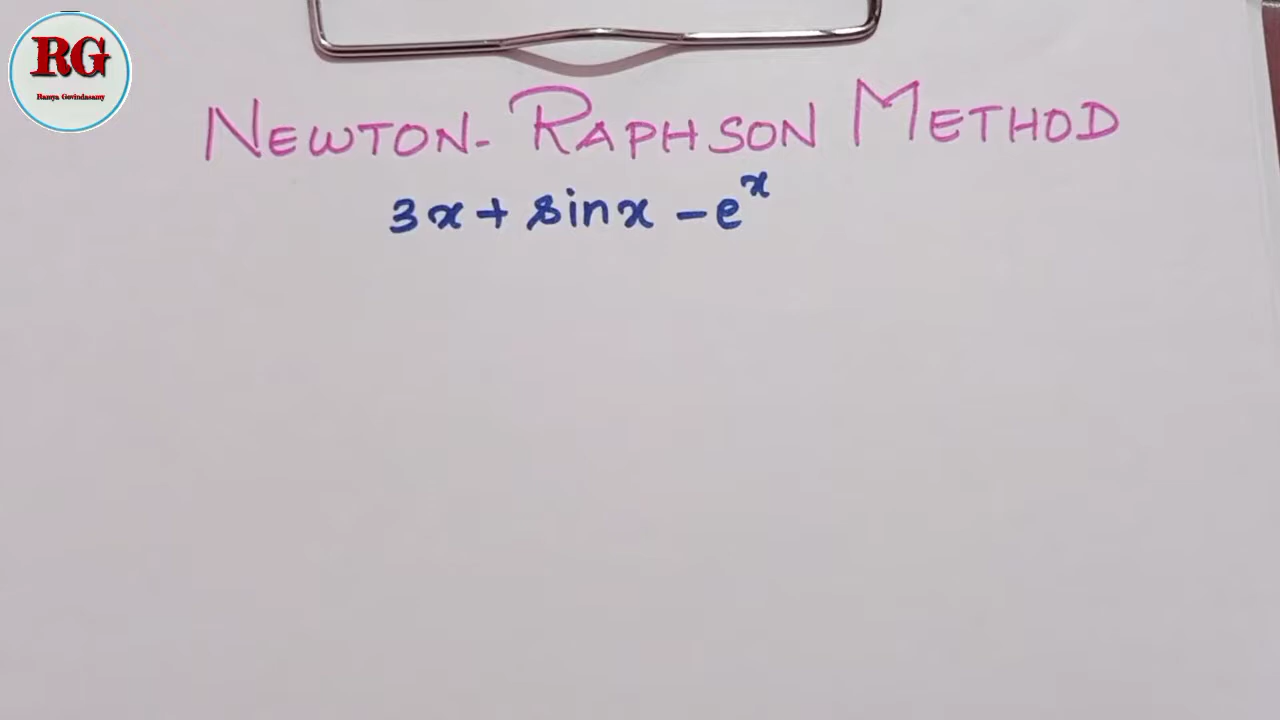 RG
Ramya Govindasamy
NEWTON-RAPHSON METHOD
3x + sinx - e^x